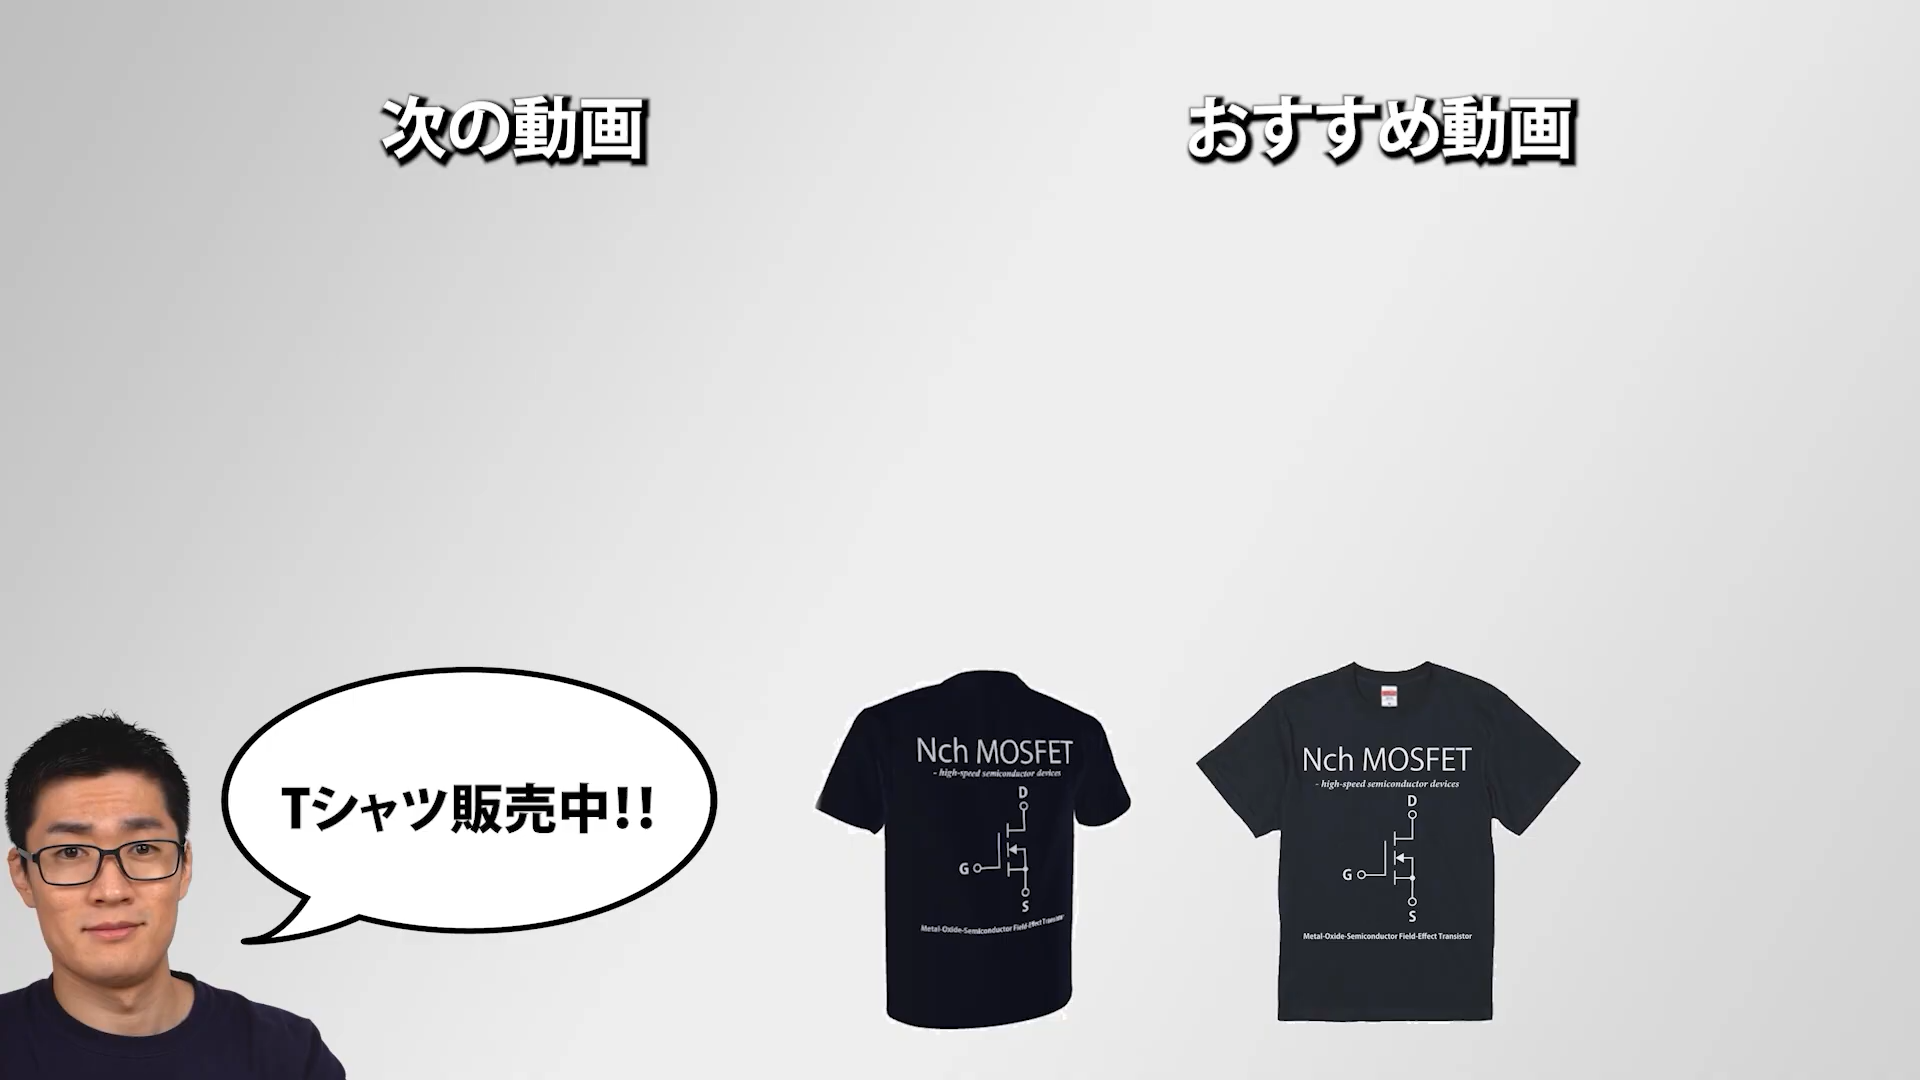 次の動画
おすすめ動画
Tシャツ販売中!!
Nch MOSFET
- high-speed semiconductor devices
D
G
S
Metal-Oxide-Semiconductor Field-Effect Transistor
Nch MOSFET
- high-speed semiconductor devices
D
G
S
Metal-Oxide-Semiconductor Field-Effect Transistor